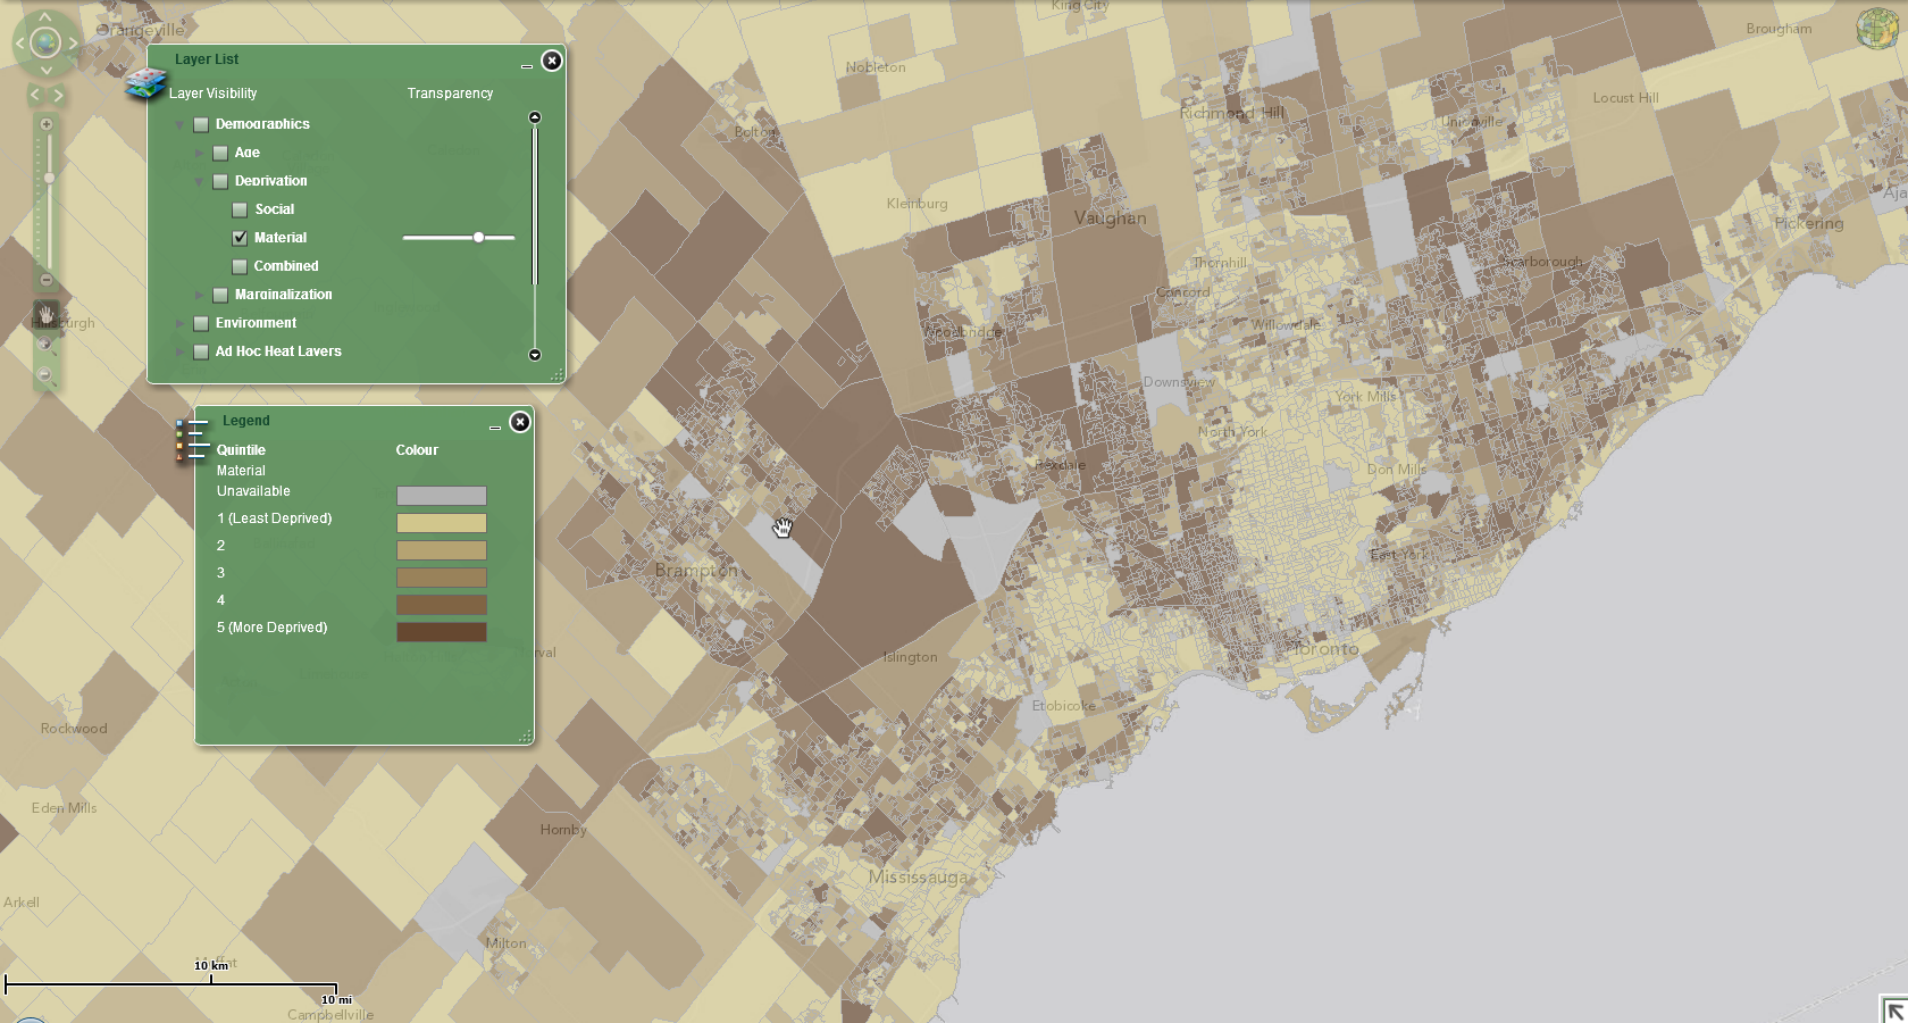 King City
Orangeville
Brougham
Layer List
Nobleton
Layer Visibility
Transparency
Locust Hill
Richmond Hill
Unionville
Demographics
Bolton
Age
Deprivation
Social
Kleinburg
Vaughan
Pickering
Material
Combined
Thornhill
Scarborough
Marginalization
Concord
Environment
Hillsburgh
Willowdale
Woodbridge
Ad Hoc Heat Layers
Downsview
York Mills
Legend
North York
Quintile
Colour
Rexdale
Don Mills
Material
Unavailable
1 (Least Deprived)
2
East York
Brampton
3
4
5 (More Deprived)
Toronto
Islington
Etobicoke
Rockwood
Eden Mills
Hornby
Mississauga
Arkell
Milton
10 km
10 mi
Campbellville